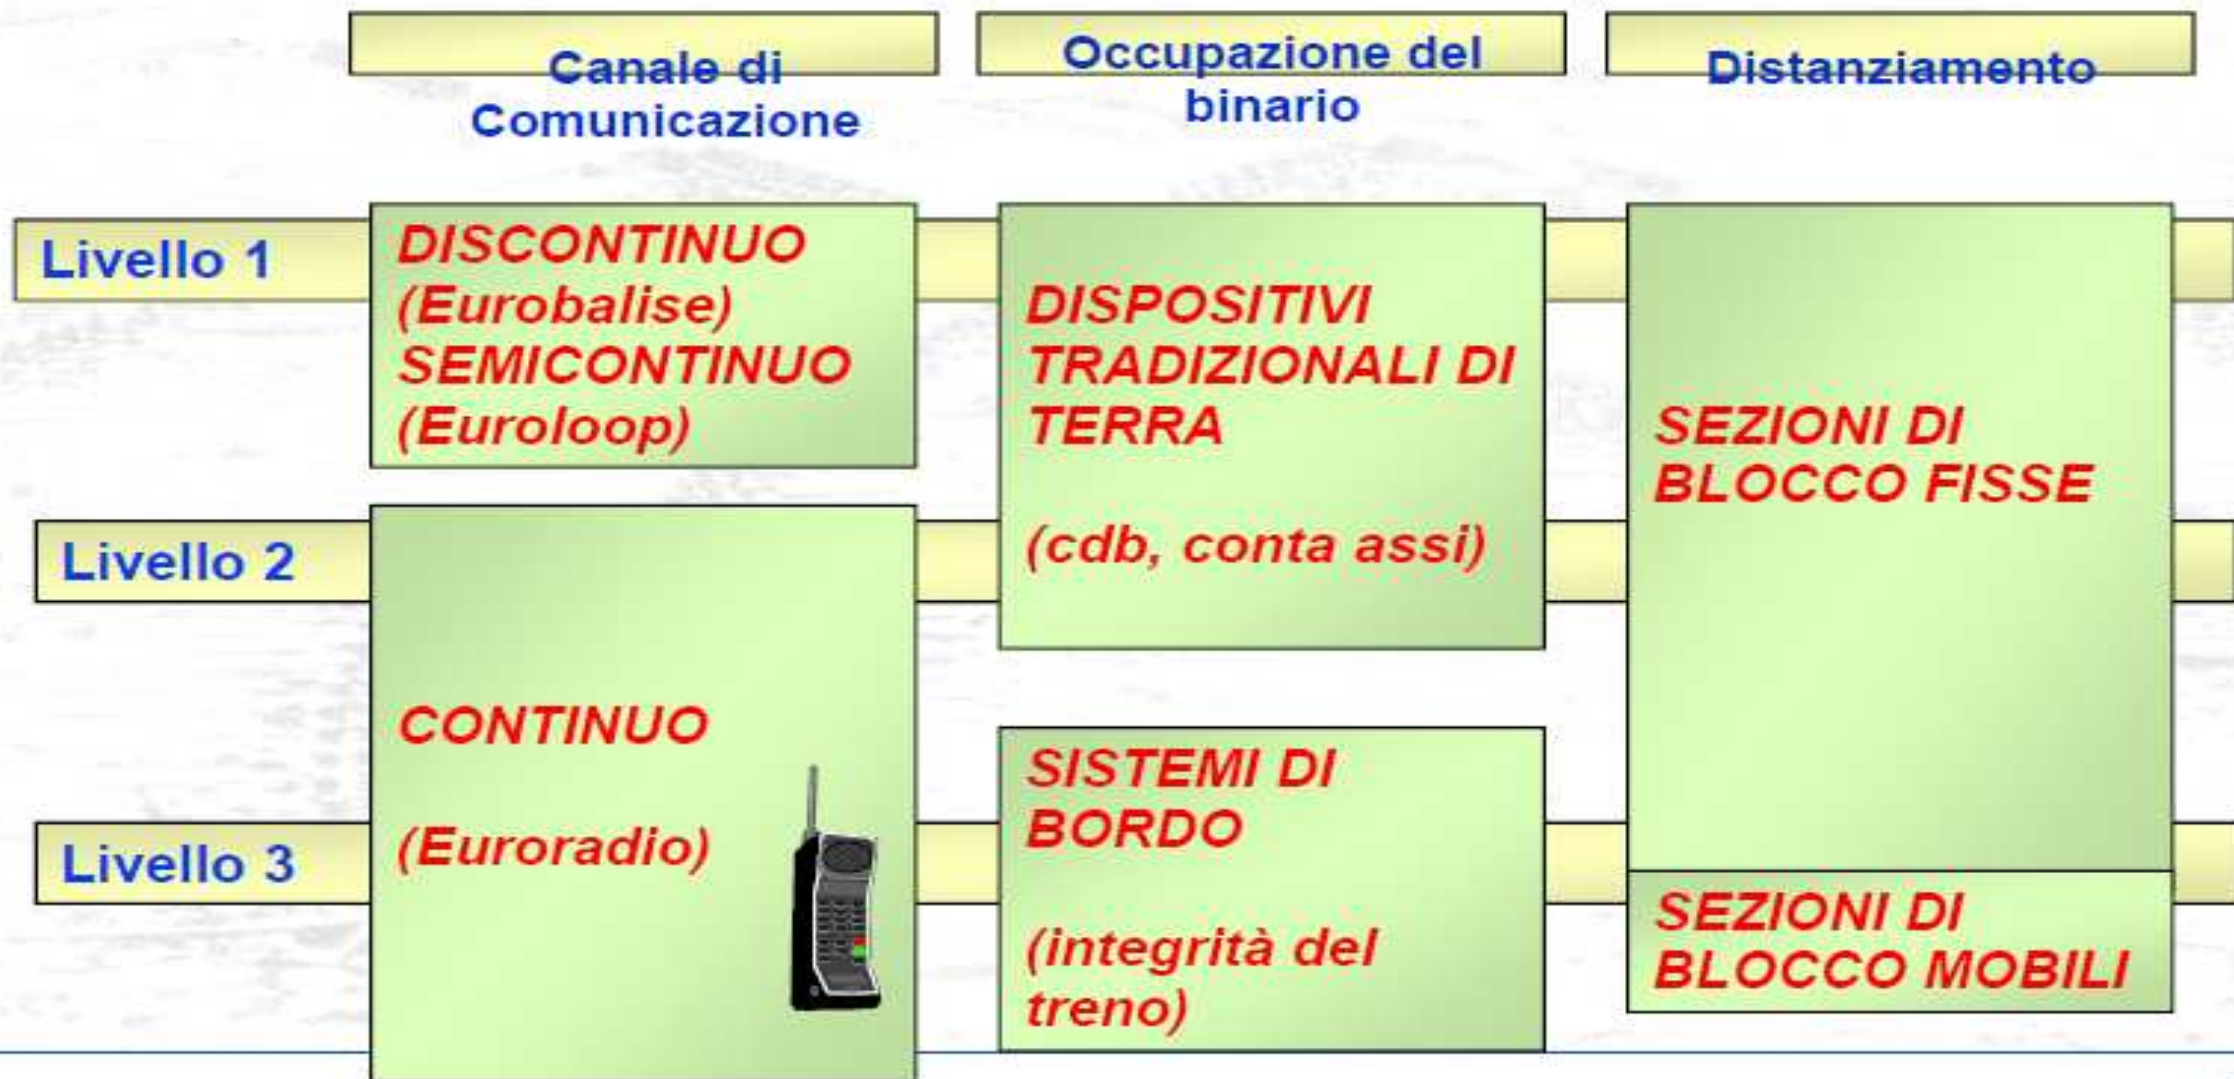 Canale di
Comunicazione
Occupazione del
binario
Distanziamento
Livello 1
DISCONTINUO
(Eurobalise)
SEMICONTINUO
(Euroloop)
DISPOSITIVI
TRADIZIONALI DI
TERRA
(cdb, conta assi)
SEZIONI DI
BLOCCO FISSE
Livello 2
CONTINUO
(Euroradio)
Livello 3
SISTEMI DI
BORDO
(integrità del
treno)
SEZIONI DI
BLOCCO MOBILI